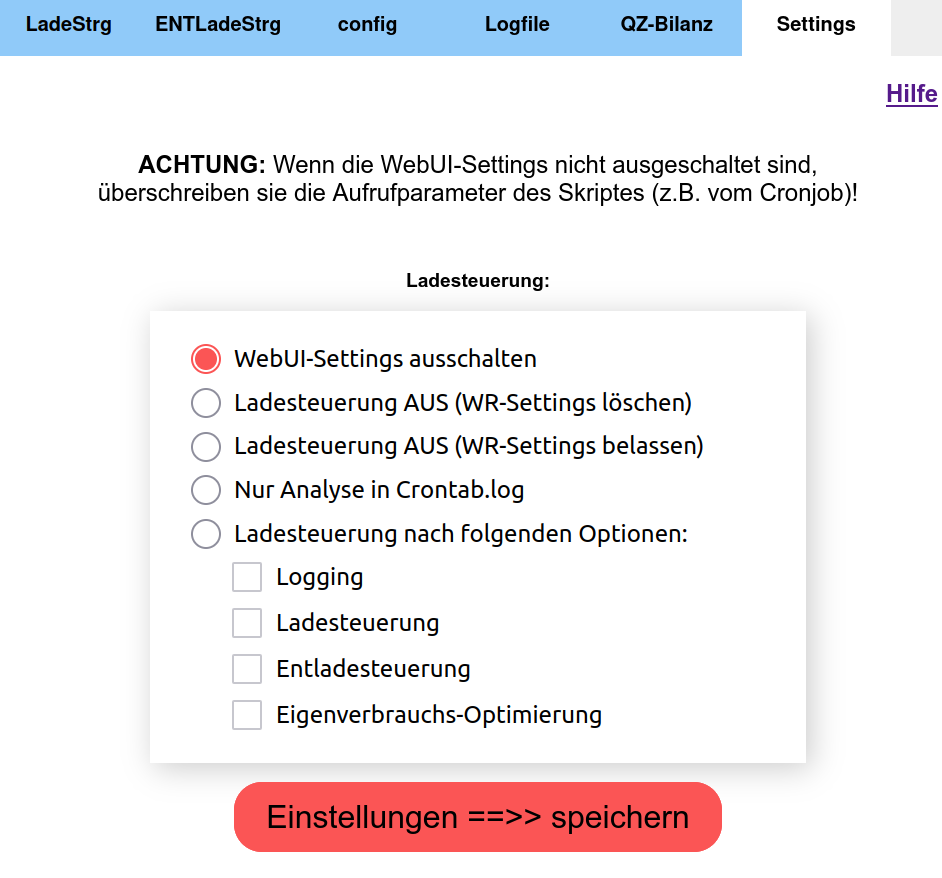 LadeStrg ENTLadeStrg config Logfile QZ-Bilanz Settings
Hilfe
ACHTUNG: Wenn die WebUI-Settings nicht ausgeschaltet sind,
überschreiben sie die Aufrufparameter des Skriptes (z.B. vom Cronjob)!
Ladesteuerung:
WebUI-Settings ausschalten
Ladesteuerung AUS (WR-Settings löschen)
Ladesteuerung AUS (WR-Settings belassen)
Nur Analyse in Crontab.log
Ladesteuerung nach folgenden Optionen:
Logging
Ladesteuerung
Entladesteuerung
Eigenverbrauchs-Optimierung
Einstellungen ==>> speichern